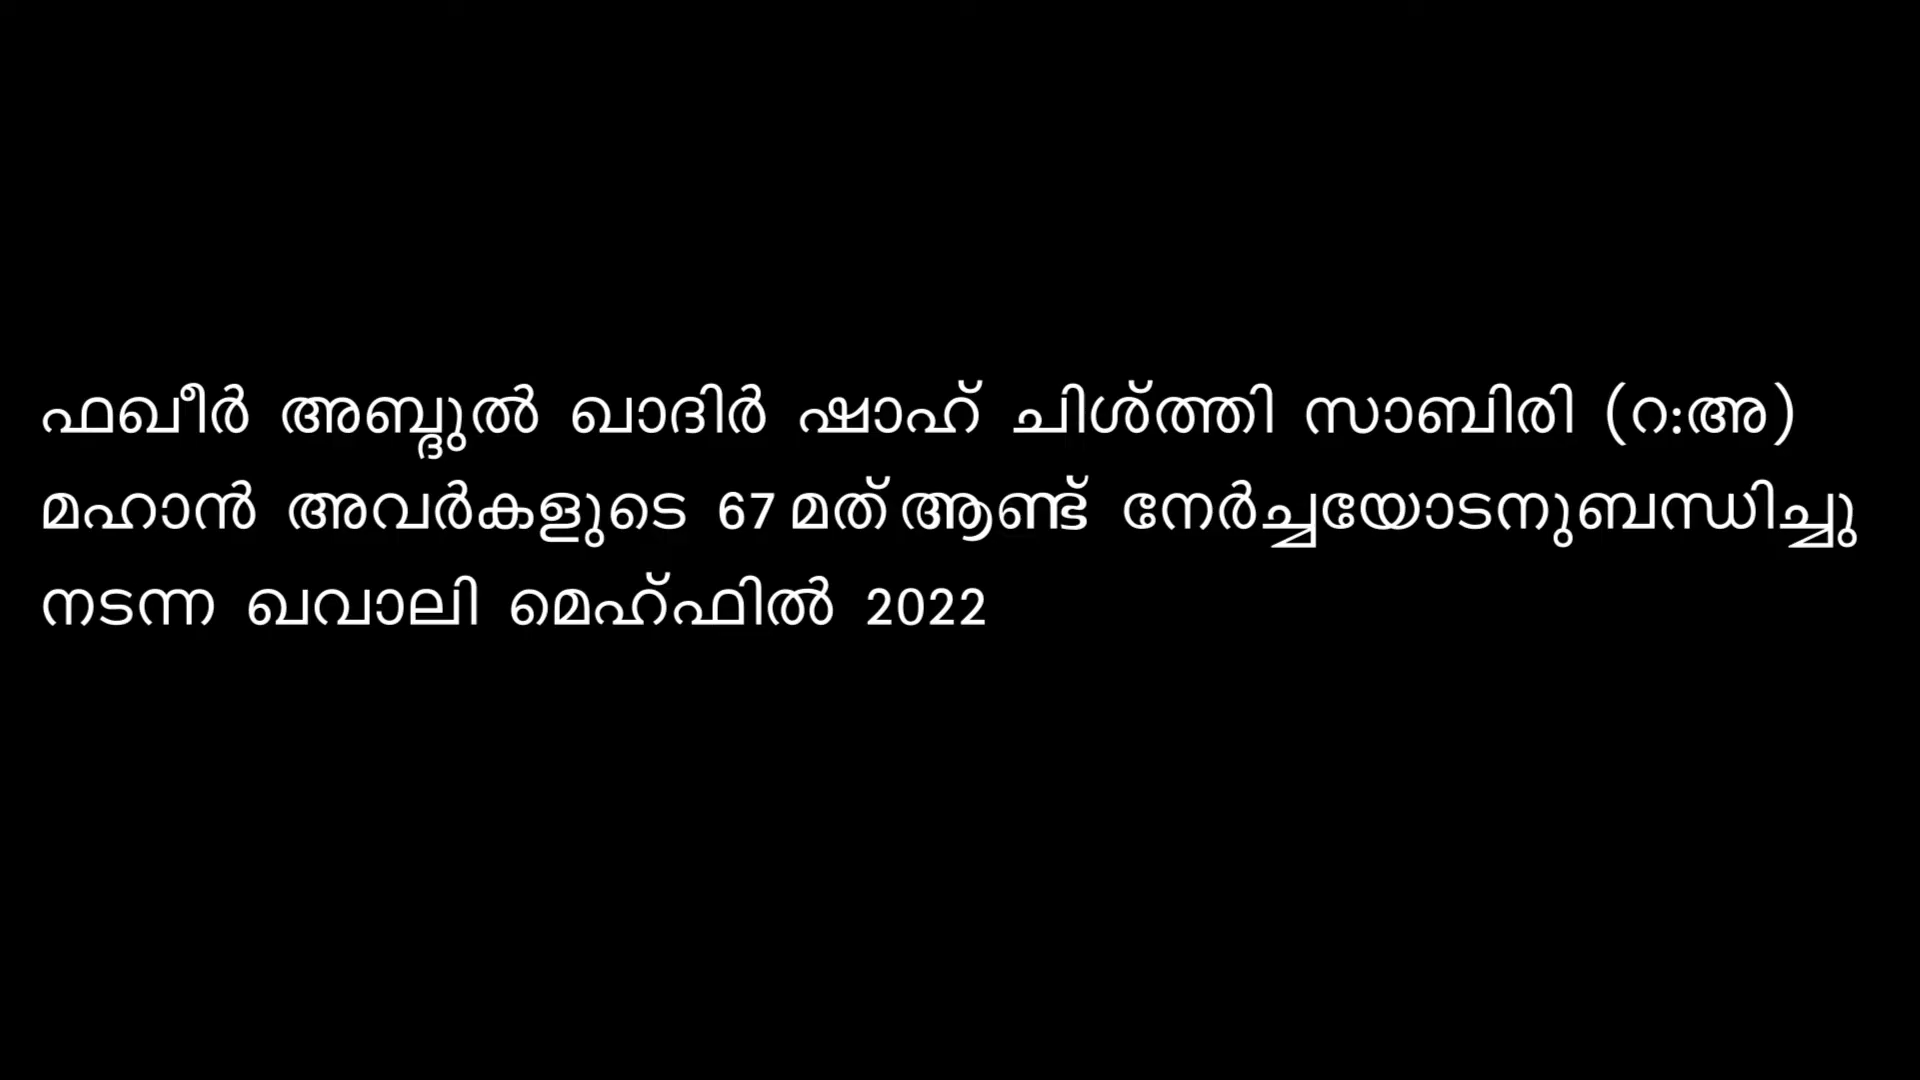 ഫഖീർ അബ്ദുൽ ഖാദിർ ഷാഹ് ചിശ്ത്തി സാബിരി (റ:അ)
മഹാൻ അവർകളുടെ 67 മത് ആണ്ട് നേർച്ചയോടനുബന്ധിച്ചു
നടന്ന ഖവാലി മെഹ്ഫിൽ 2022